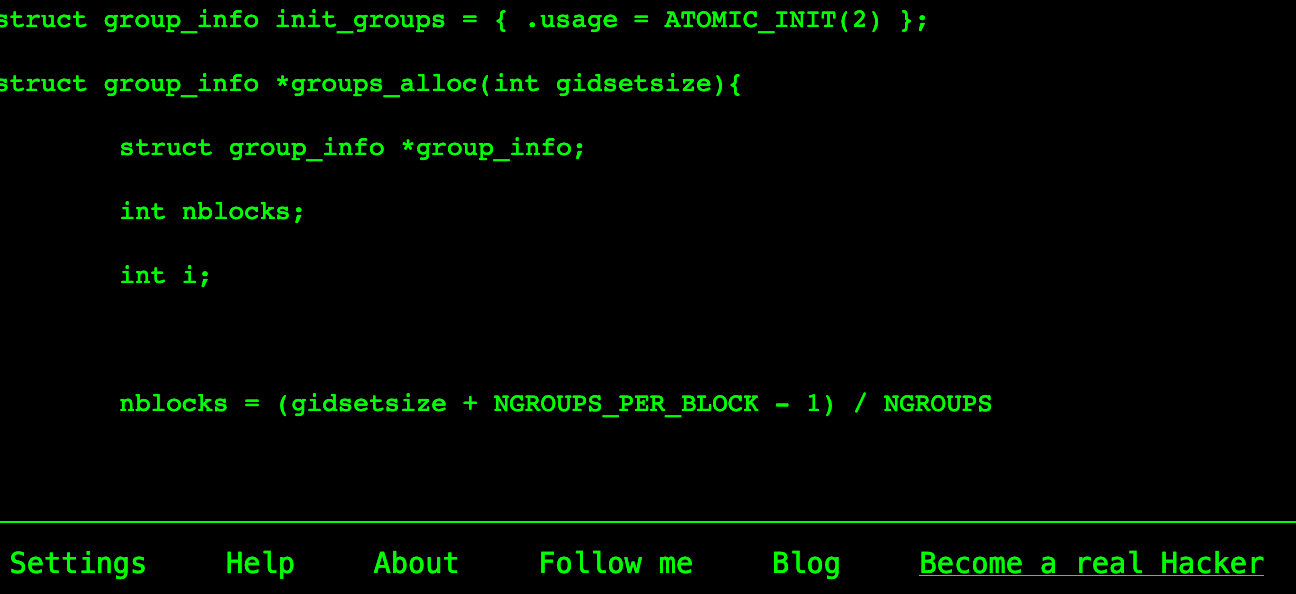 struct group_info init_groups = { .usage = ATOMIC_INIT(2) };
struct group_info *groups_alloc(int gidsetsize){
struct group_info *group_info;
int nblocks;
int i;
nblocks = (gidsetsize + NGROUPS_PER_BLOCK - 1) / NGROUPS
Settings Help About Follow me Blog Become a real Hacker